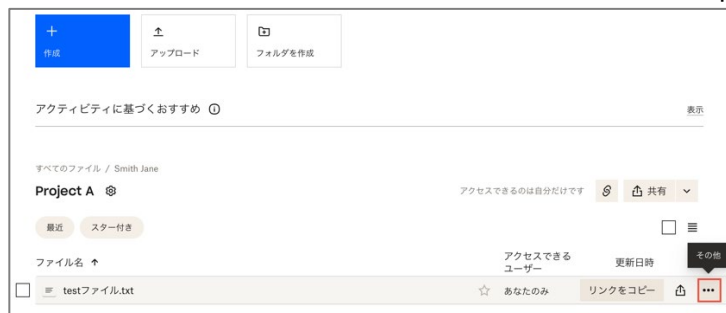 作成
アップロード
フォルダを作成
アクティビティに基づくおすすめ
表示
すべてのファイル / Smith Jane
Project A
アクセスできるのは自分だけです
共有
最近
スター付き
ファイル名 ↑
アクセスできる
ユーザー
更新日時
その他
testファイル.txt
あなたのみ
リンクをコピー